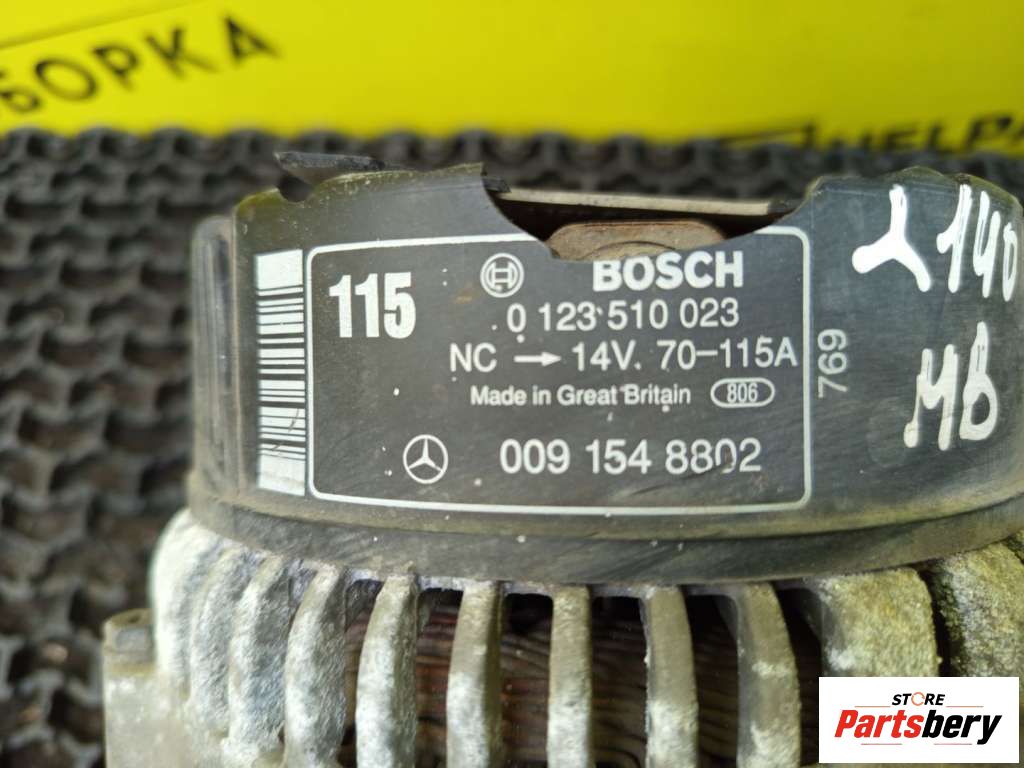 БОРКА
HELPA
115
BOSCH
0 123 510 023
NC → 14V. 70-115A
Made in Great Britain 806
009 154 8802
769
140
MB
STORE
Partsbery